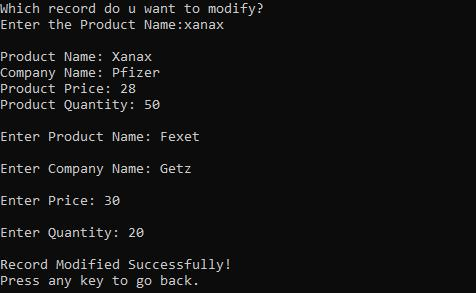 Which record do u want to modify?
Enter the Product Name:xanax
Product Name: Xanax
Company Name: Pfizer
Product Price: 28
Product Quantity: 50
Enter Product Name: Fexet
Enter Company Name: Getz
Enter Price: 30
Enter Quantity: 20
Record Modified Successfully!
Press any key to go back.